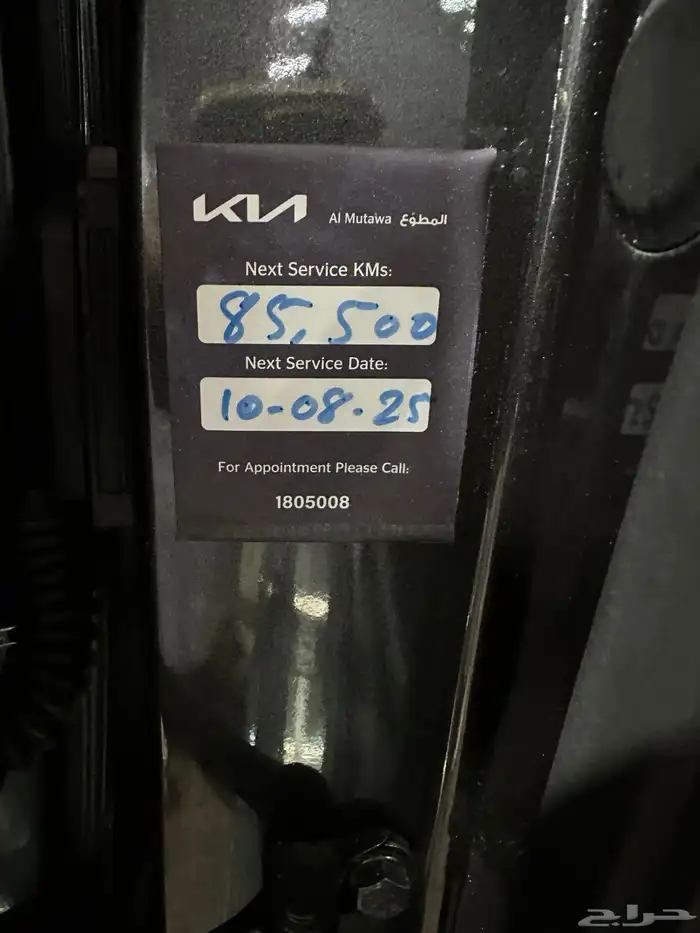 KIA Al Mutawa المطوّع
Next Service KMs:
85,500
Next Service Date:
10-08-25
For Appointment Please Call:
1805008
حراج